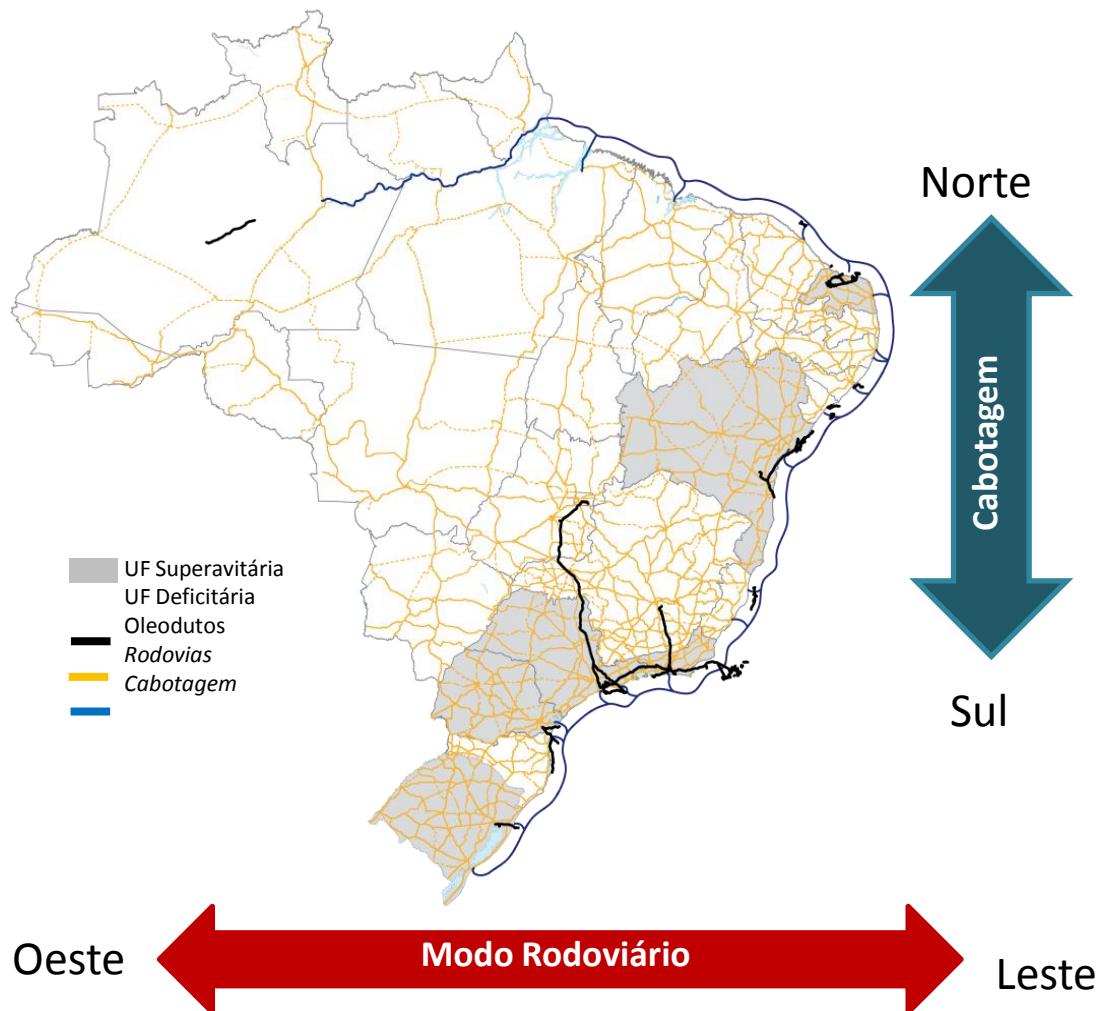 Norte
Cabotagem
Sul
UF Superavitária
UF Deficitária
Oleodutos
Rodovias
Cabotagem
Oeste
Modo Rodoviário
Leste